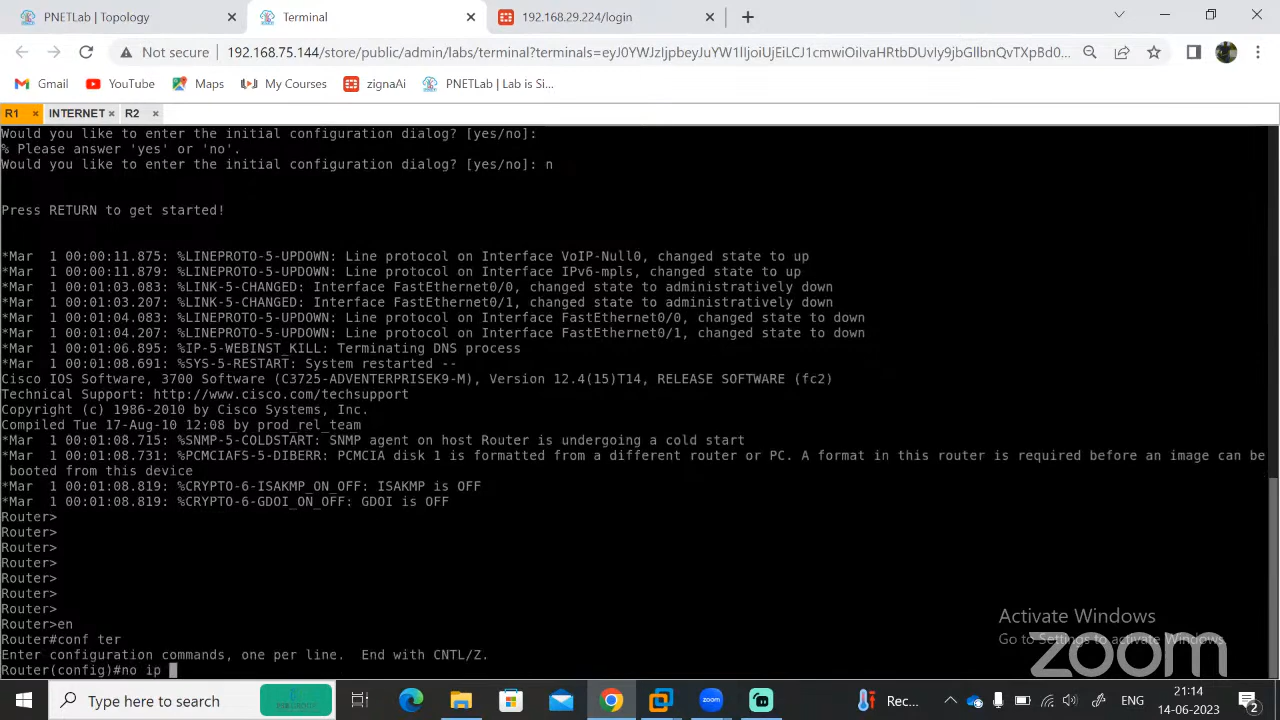 PNETLab | Topology
Terminal
192.168.29.224/login
Not secure
192.168.75.144/store/public/admin/labs/terminal?terminals=
Gmail
YouTube
Maps
My Courses
zignaAi
PNETLab | Lab is Si...
R1
INTERNET
R2
Would you like to enter the initial configuration dialog? [yes/no]:
% Please answer 'yes' or 'no'.
Would you like to enter the initial configuration dialog? [yes/no]: n
Press RETURN to get started!
*Mar  1 00:00:11.875: %LINEPROTO-5-UPDOWN: Line protocol on Interface VoIP-Null0, changed state to up
*Mar  1 00:00:11.879: %LINEPROTO-5-UPDOWN: Line protocol on Interface IPv6-mpls, changed state to up
*Mar  1 00:01:03.083: %LINK-5-CHANGED: Interface FastEthernet0/0, changed state to administratively down
*Mar  1 00:01:03.207: %LINK-5-CHANGED: Interface FastEthernet0/1, changed state to administratively down
*Mar  1 00:01:04.083: %LINEPROTO-5-UPDOWN: Line protocol on Interface FastEthernet0/0, changed state to down
*Mar  1 00:01:04.207: %LINEPROTO-5-UPDOWN: Line protocol on Interface FastEthernet0/1, changed state to down
*Mar  1 00:01:06.895: %IP-5-WEBINST_KILL: Terminating DNS process
*Mar  1 00:01:08.691: %SYS-5-RESTART: System restarted --
Cisco IOS Software, 3700 Software (C3725-ADVENTERPRISEK9-M), Version 12.4(15)T14, RELEASE SOFTWARE (fc2)
Technical Support: http://www.cisco.com/techsupport
Copyright (c) 1986-2010 by Cisco Systems, Inc.
Compiled Tue 17-Aug-10 12:08 by prod_rel_team
*Mar  1 00:01:08.715: %SNMP-5-COLDSTART: SNMP agent on host Router is undergoing a cold start
*Mar  1 00:01:08.731: %PCMCIAFS-5-DIBERR: PCMCIA disk 1 is formatted from a different router or PC. A format in this router is required before an image can be
booted from this device
*Mar  1 00:01:08.819: %CRYPTO-6-ISAKMP_ON_OFF: ISAKMP is OFF
*Mar  1 00:01:08.819: %CRYPTO-6-GDOI_ON_OFF: GDOI is OFF
Router>
Router>
Router>
Router>
Router>
Router>
Router>
Router>en
Router#conf ter
Enter configuration commands, one per line.  End with CNTL/Z.
Router(config)#no ip
Activate Windows
Go to Settings to activate Windows.
zoom
Type here to search
zoom
Rec...
ENG
21:14
14-06-2023
2